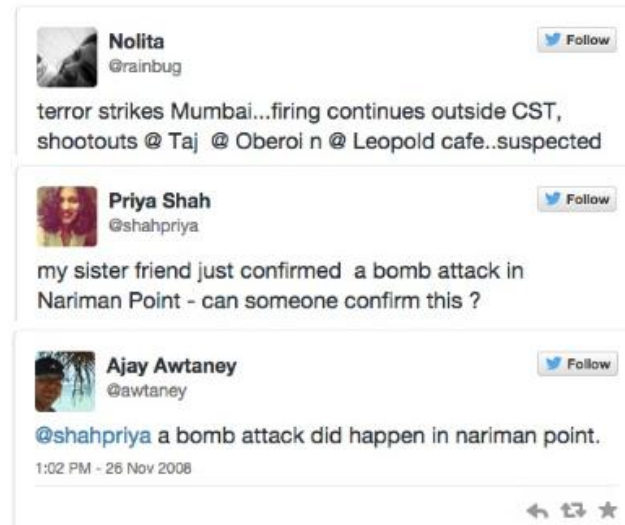 Nolita
Follow
@rainbug
terror strikes Mumbai...firing continues outside CST,
shootouts @ Taj @ Oberoi n @ Leopold cafe..suspected
Priya Shah
Follow
@shahpriya
my sister friend just confirmed a bomb attack in
Nariman Point - can someone confirm this ?
Ajay Awtaney
Follow
@awtaney
@shahpriya a bomb attack did happen in nariman point.
1:02 PM - 26 Nov 2008